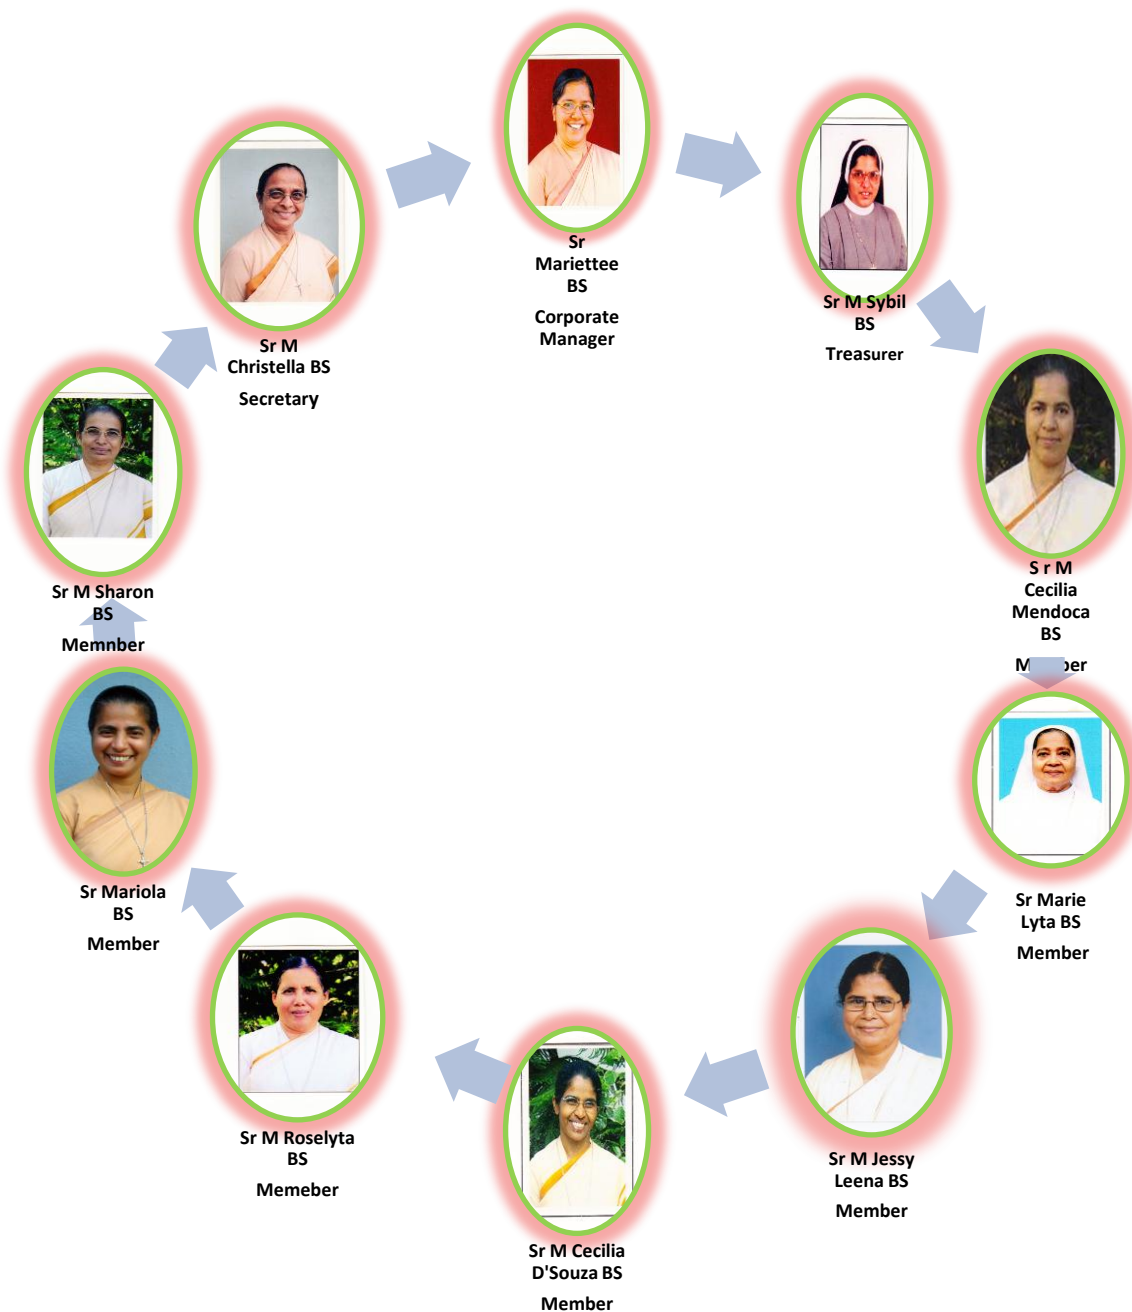 Sr
Mariettee
BS
Corporate
Manager
Sr M Sybil
BS
Treasurer
S r M
Cecilia
Mendoca
BS
Sr Marie
Lyta BS
Member
Sr M Jessy
Leena BS
Member
Sr M Cecilia
D'Souza BS
Member
Sr M Roselyta
BS
Memeber
Sr Mariola
BS
Member
Sr M Sharon
BS
Memnber
Sr M
Christella BS
Secretary